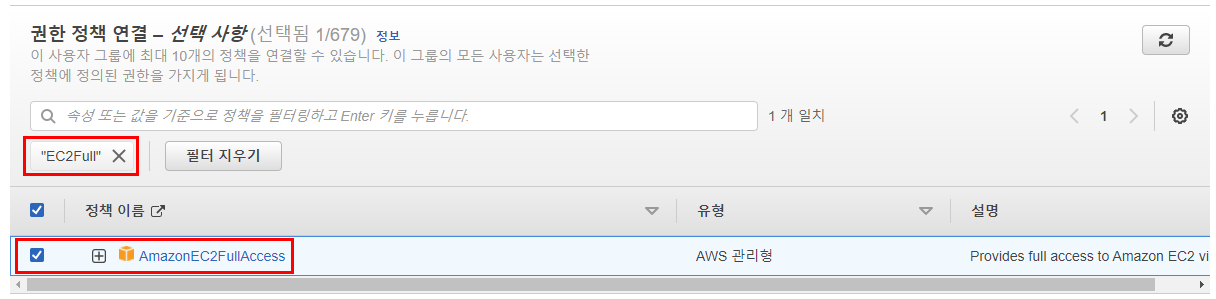 권한 정책 연결 – 선택 사항 (선택됨 1/679) 정보
이 사용자 그룹에 최대 10개의 정책을 연결할 수 있습니다. 이 그룹의 모든 사용자는 선택한
정책에 정의된 권한을 가지게 됩니다.
속성 또는 값을 기준으로 정책을 필터링하고 Enter 키를 누릅니다.
1 개 일치
1
"EC2Full"
필터 지우기
정책 이름 유형 설명
AmazonEC2FullAccess AWS 관리형 Provides full access to Amazon EC2 vi